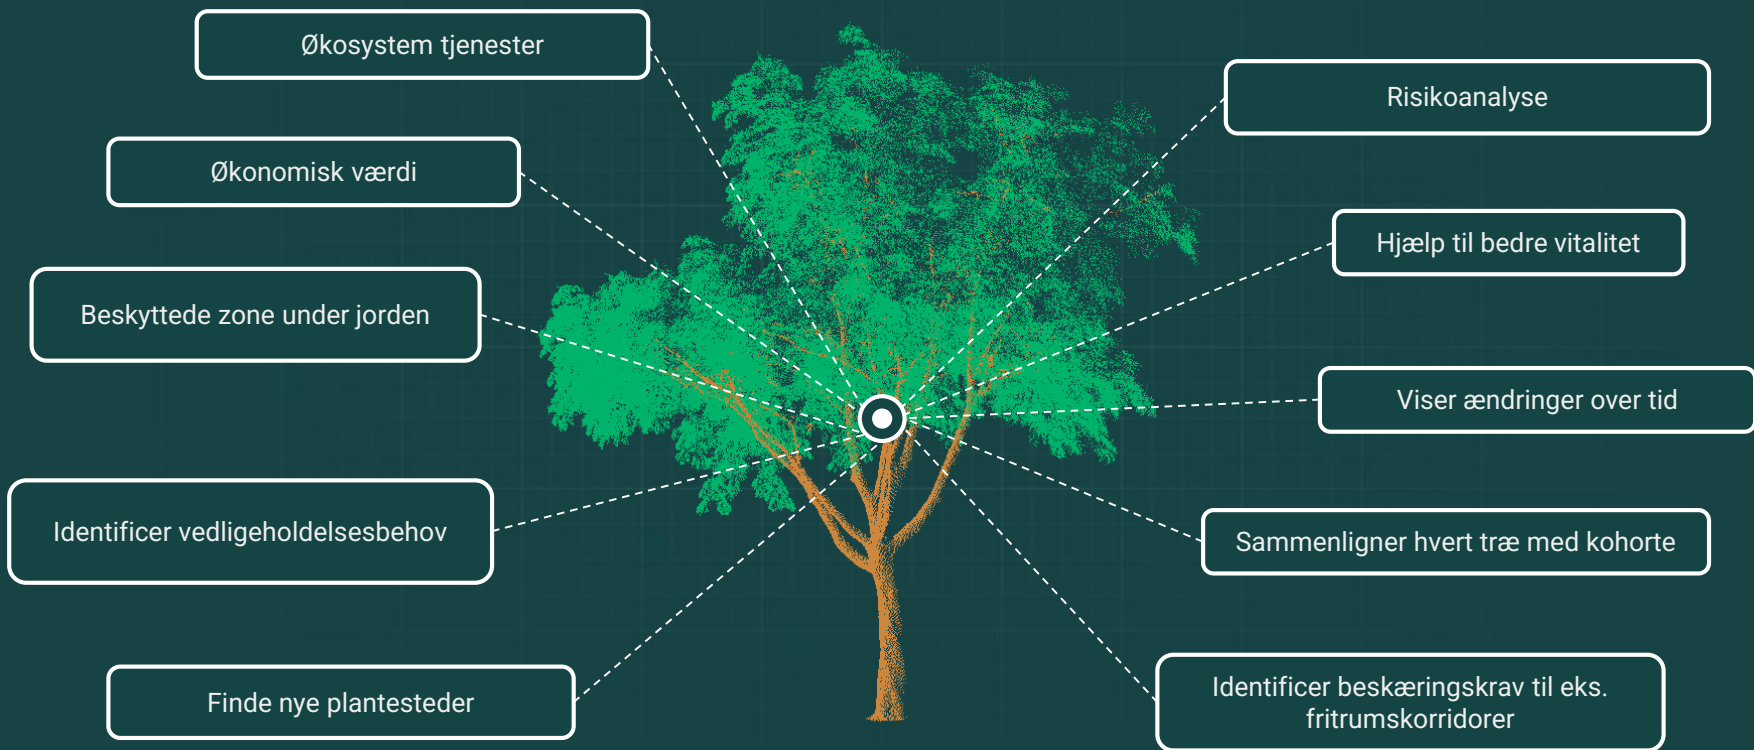 Økosystem tjenester
Økonomisk værdi
Beskyttede zone under jorden
Identificer vedligeholdelsesbehov
Finde nye plantesteder
Risikoanalyse
Hjælp til bedre vitalitet
Viser ændringer over tid
Sammenligner hvert træ med kohorte
Identificer beskæringskrav til eks.
fritrumskorridorer